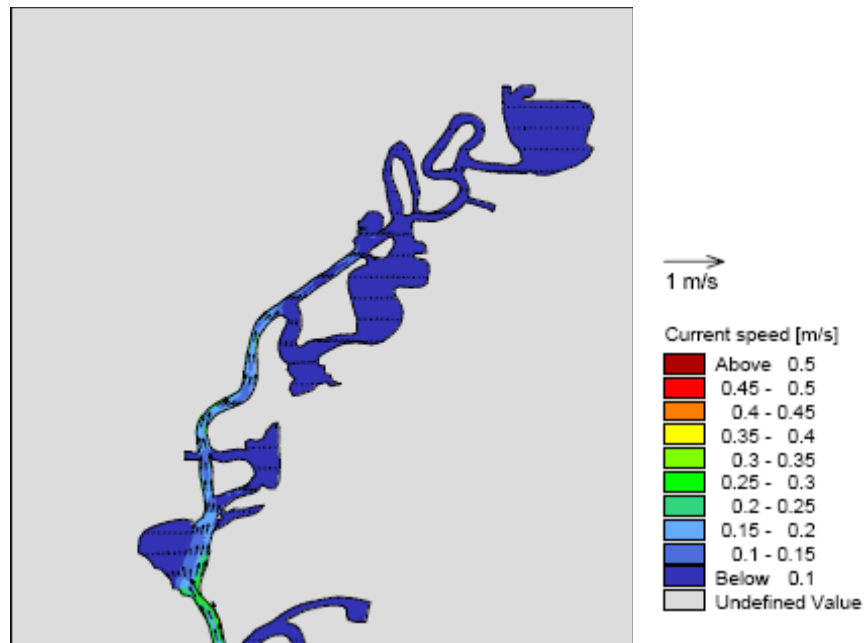 1 m/s
Current speed [m/s]
Above 0.5
0.45 - 0.5
0.4 - 0.45
0.35 - 0.4
0.3 - 0.35
0.25 - 0.3
0.2 - 0.25
0.15 - 0.2
0.1 - 0.15
Below 0.1
Undefined Value